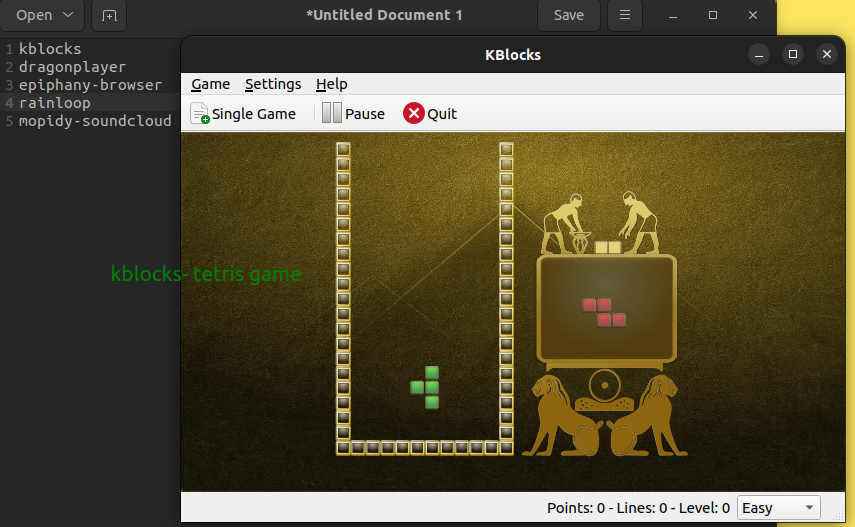 Open
*Untitled Document 1
Save
1 kblocks
2 dragonplayer
3 epiphany-browser
4 rainloop
5 mopidy-soundcloud
KBlocks
Game Settings Help
Single Game Pause Quit
kblocks- tetris game
Points: 0 - Lines: 0 - Level: 0 Easy